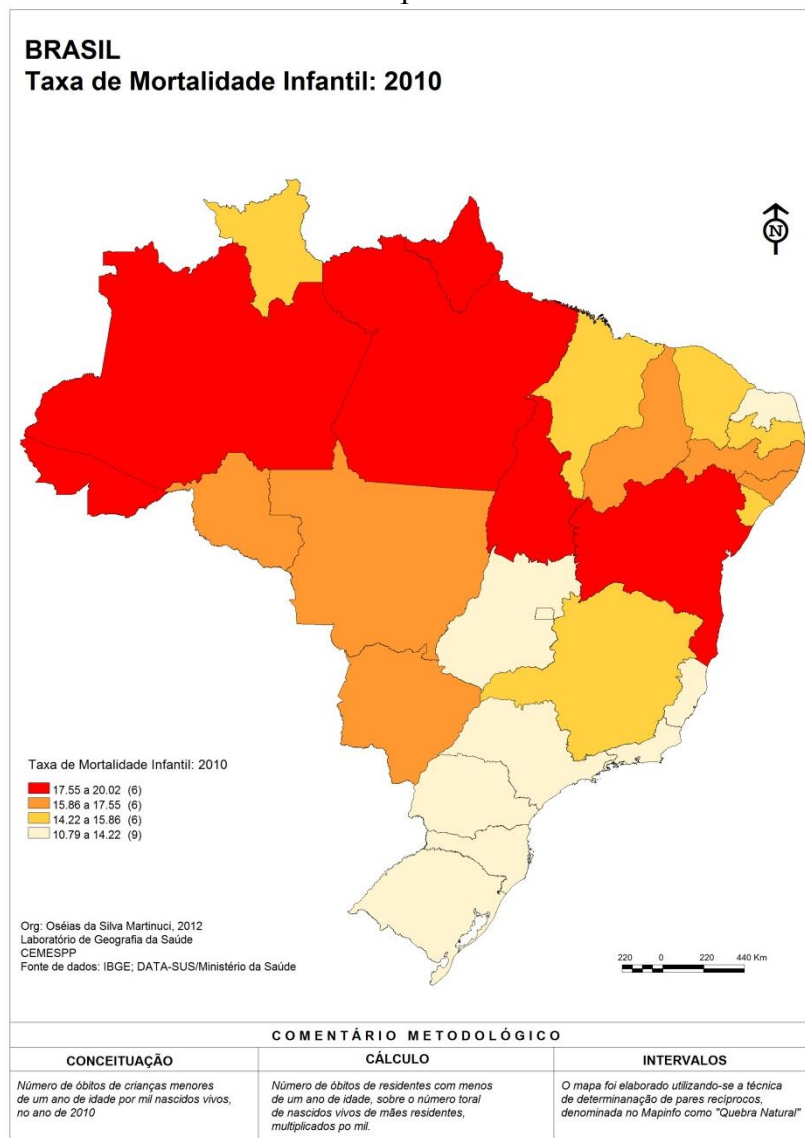 BRASIL
Taxa de Mortalidade Infantil: 2010
N
Taxa de Mortalidade Infantil: 2010
17.55 a 20.02 (6)
15.86 a 17.55 (6)
14.22 a 15.86 (6)
10.79 a 14.22 (9)
Org: Oséias da Silva Martinuci, 2012
Laboratório de Geografia da Saúde
CEMESPP
Fonte de dados: IBGE; DATA-SUS/Ministério da Saúde
220 0 220 440 Km
COMENTÁRIO METODOLÓGICO
CONCEITUAÇÃO
Número de óbitos de crianças menores
de um ano de idade por mil nascidos vivos,
no ano de 2010
CÁLCULO
Número de óbitos de residentes com menos
de um ano de idade, sobre o número toral
de nascidos vivos de mães residentes,
multiplicados po mil.
INTERVALOS
O mapa foi elaborado utilizando-se a técnica
de determinanação de pares recíprocos,
denominada no Mapinfo como "Quebra Natural"